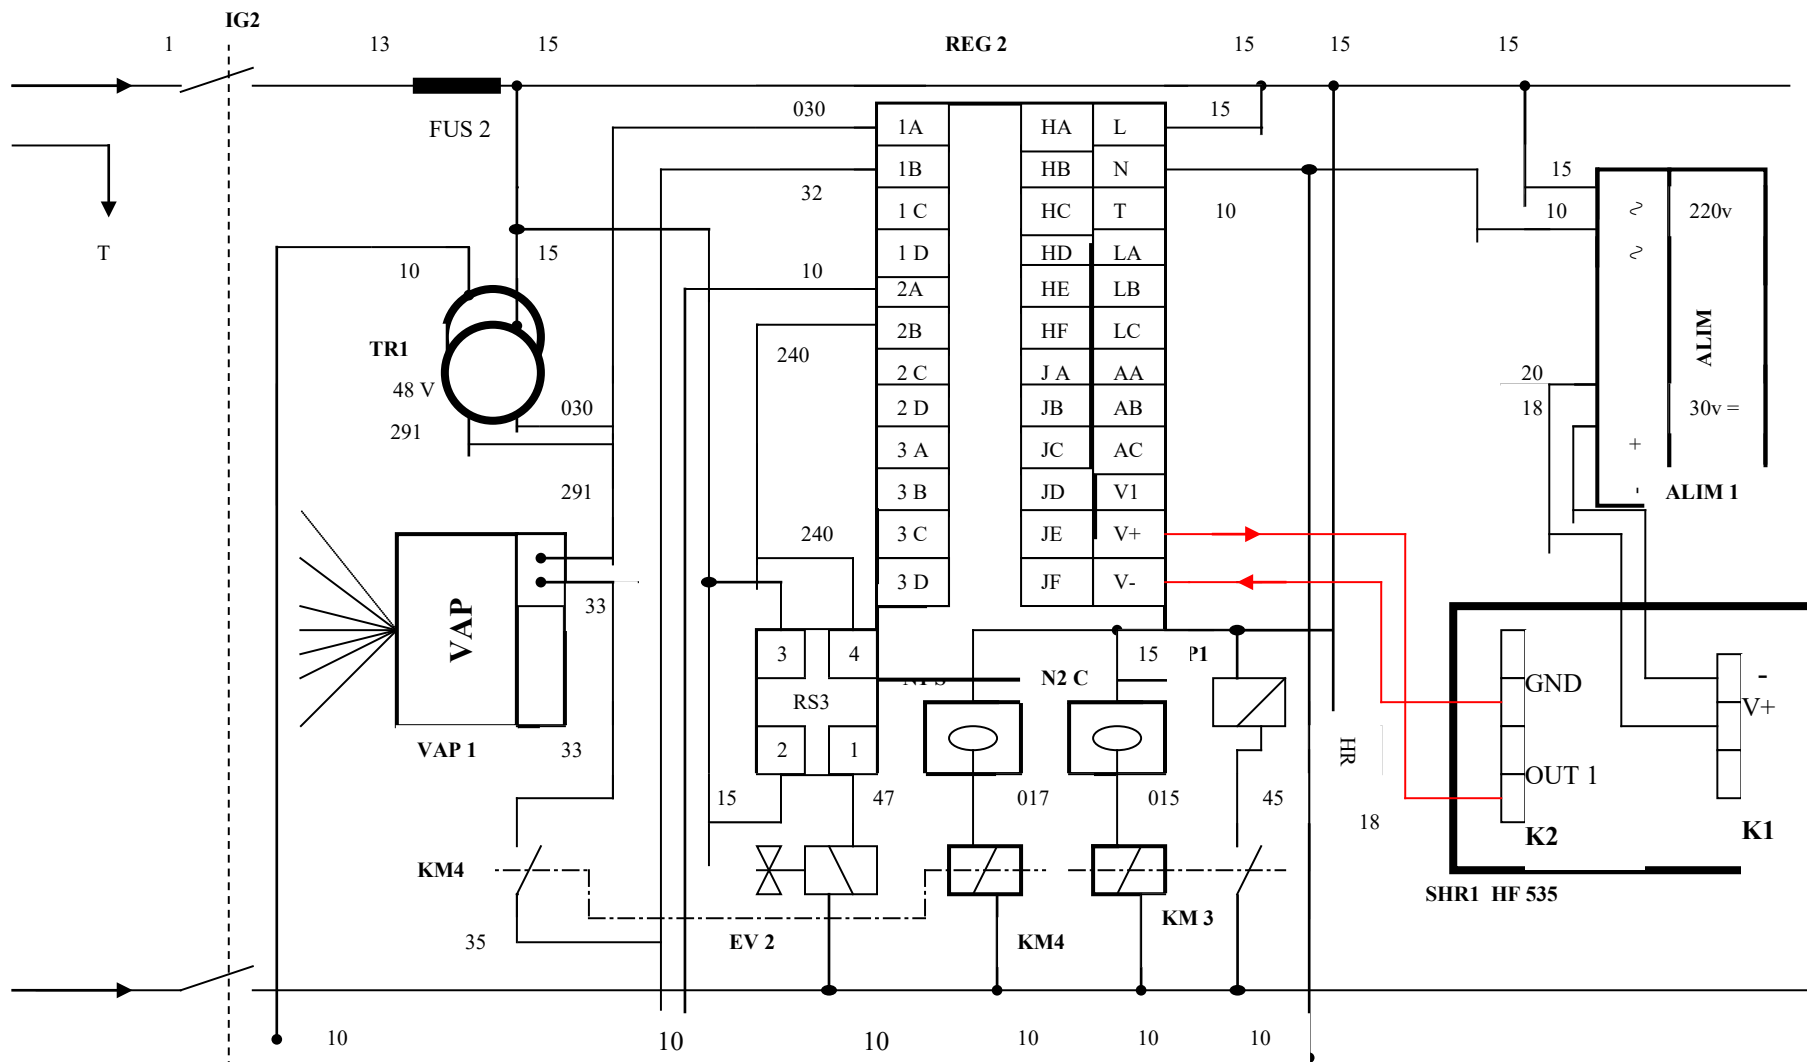 IG2
1 13 15 REG 2 15 15 15
030 15
FUS 2
1A HA L
1B HB N
32 15
1 C HC T
10 10 220v
T 15 1 D HD LA
10 10
2A HE LB
2B HF LC
TR1 240 ALIM
48 V 2 C J A AA 20
030 2 D JB AB 18 30v =
291
3 A JC AC +
291 3 B JD V1 - ALIM 1
240 3 C JE V+
3 D JF V-
33
VAP
3 4 15 P1
N2 C GND -
RS3 V+
VAP 1 33 2 1 HR
OUT 1
15 47 017 015 45 18
K2 K1
KM4
SHR1 HF 535
KM 3
35 EV 2 KM4
10 10 10 10 10 10